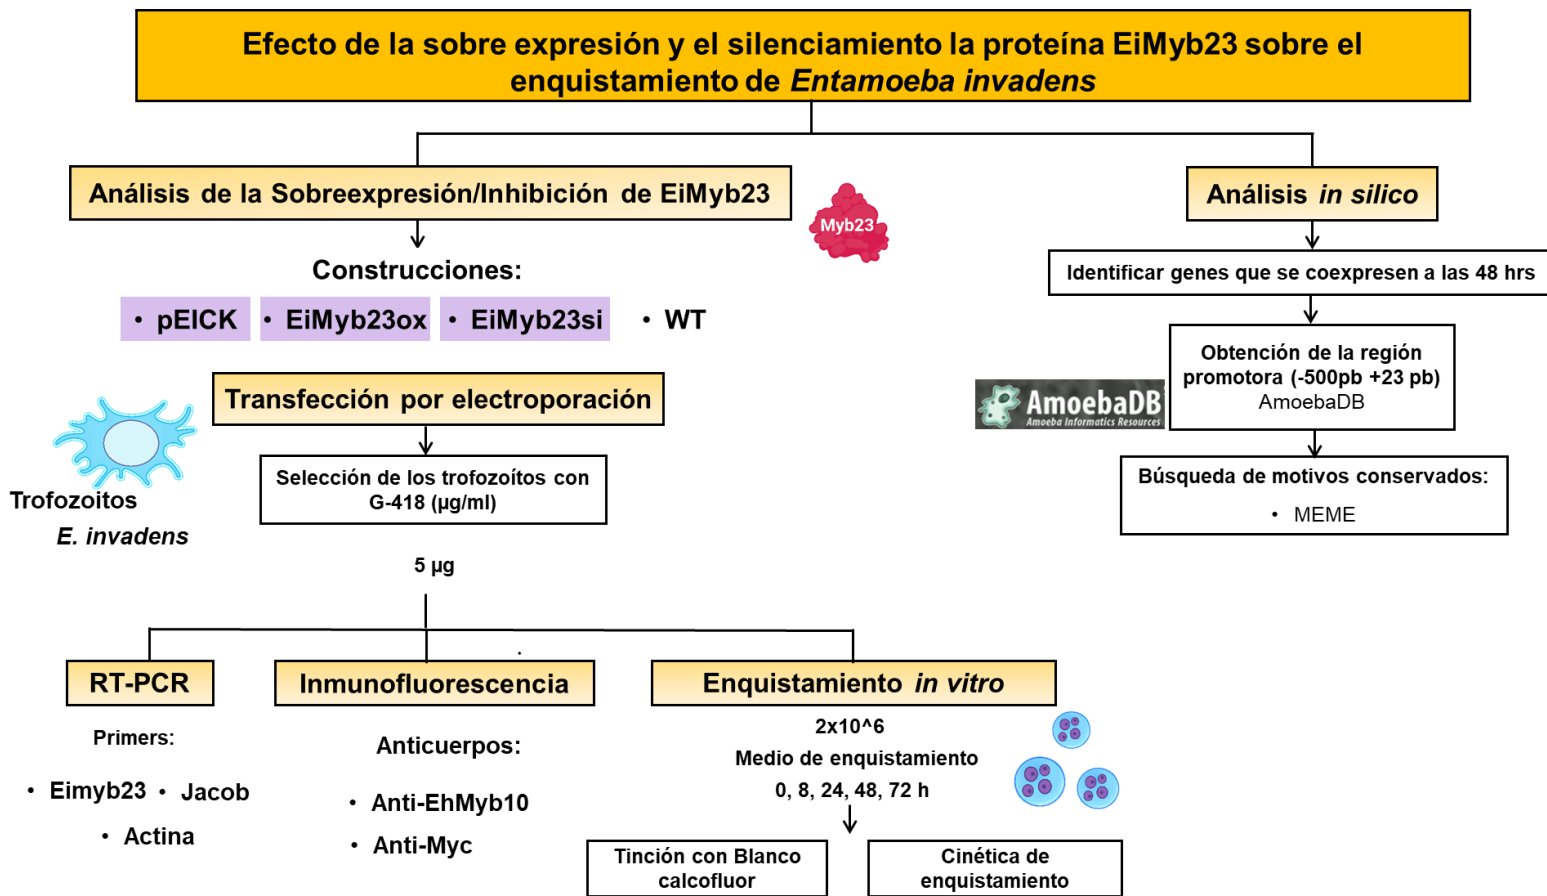 Efecto de la sobre expresión y el silenciamiento la proteína EiMyb23 sobre el
enquistamiento de Entamoeba invadens
Análisis de la Sobreexpresión/Inhibición de EiMyb23
Myb23
Construcciones:
• pEICK • EiMyb23ox • EiMyb23si • WT
Transfección por electroporación
Selección de los trofozoítos con
G-418 (µg/ml)
Trofozoitos
E. invadens
5 µg
RT-PCR
Primers:
• Eimyb23 • Jacob
• Actina
Inmunofluorescencia
Anticuerpos:
• Anti-EhMyb10
• Anti-Myc
Enquistamiento in vitro
2x10^6
Medio de enquistamiento
0, 8, 24, 48, 72 h
Tinción con Blanco
calcofluor
Cinética de
enquistamiento
Análisis in silico
Identificar genes que se coexpresen a las 48 hrs
Obtención de la región
promotora (-500pb +23 pb)
AmoebaDB
AmoebaDB
Amoeba Informatics Resources
Búsqueda de motivos conservados:
• MEME